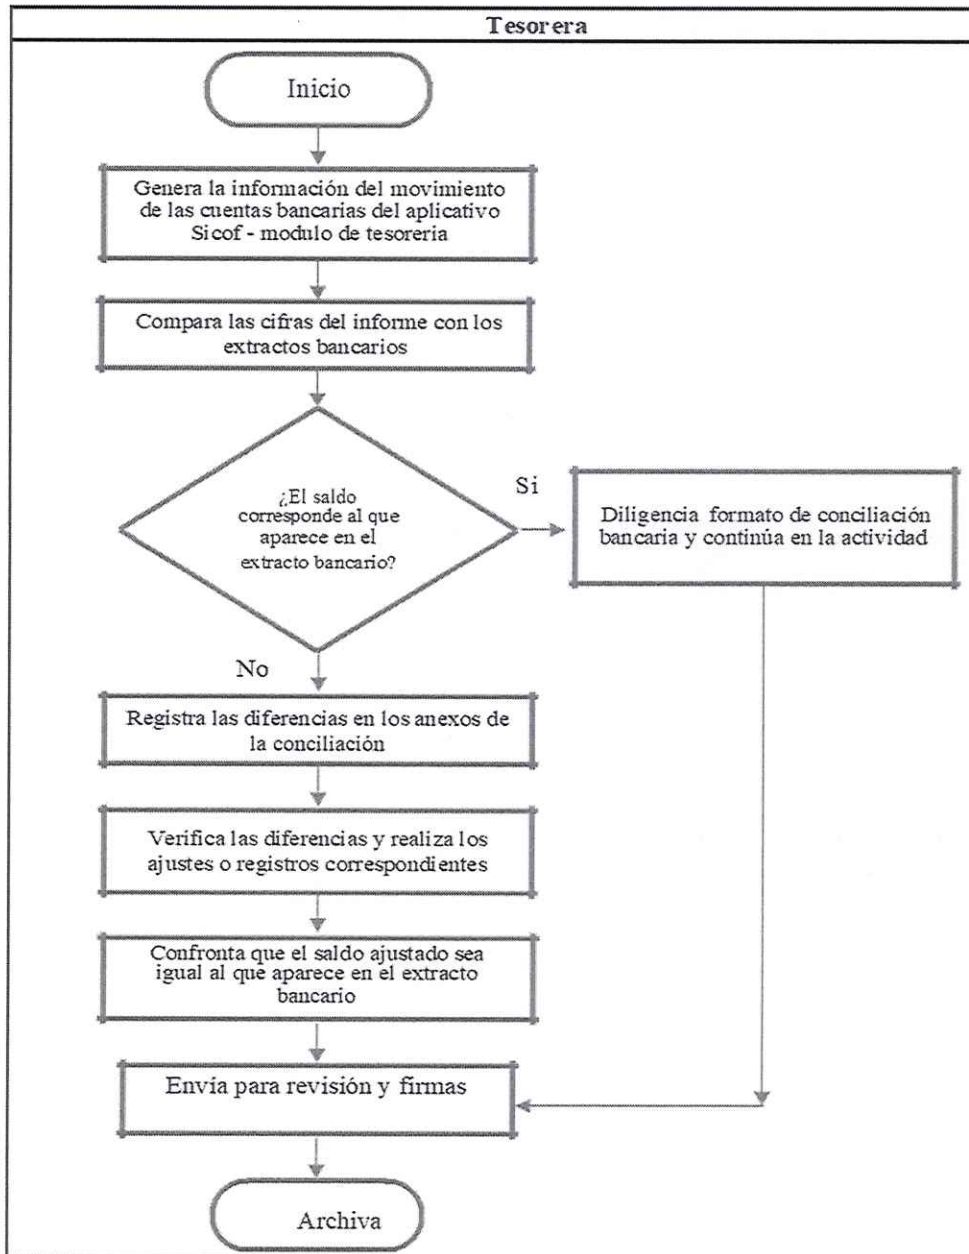 Tesorera
Inicio
Genera la información del movimiento
de las cuentas bancarias del aplicativo
Sicof - modulo de tesoreria
Compara las cifras del informe con los
extractos bancarios
¿El saldo
corresponde al que
aparece en el
extracto bancario?
Si
Diligencia formato de conciliación
bancaria y continúa en la actividad
No
Registra las diferencias en los anexos de
la conciliación
Verifica las diferencias y realiza los
ajustes o registros correspondientes
Confronta que el saldo ajustado sea
igual al que aparece en el extracto
bancario
Envía para revisión y firmas
Archiva